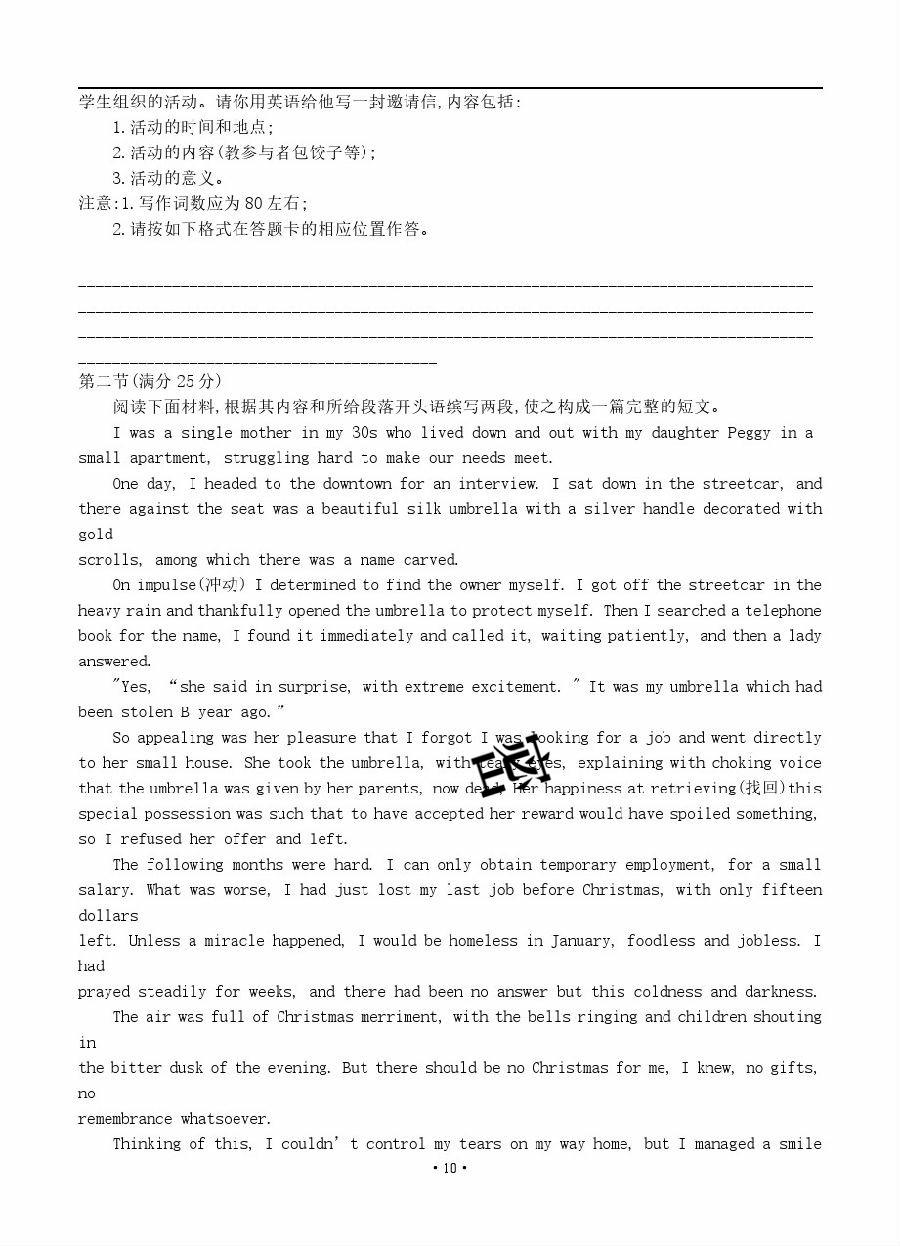 学生组织的活动。请你用英语给他写一封邀请信,内容包括:
1.活动的时间和地点;
2.活动的内容(教参与者包饺子等);
3.活动的意义。
注意:1.写作词数应为80左右;
2.请按如下格式在答题卡的相应位置作答。
第二节(满分25分)
阅读下面材料,根据其内容和所给段落开头语缤写两段,使之构成一篇完整的短文。
I was a single mother in my 30s who lived down and out with my daughter Peggy in a
small apartment, struggling hard to make our needs meet.
One day, I headed to the downtown for an interview. I sat down in the streetcar, and
there against the seat was a beautiful silk umbrella with a silver handle decorated with
gold
scrolls, among which there was a name carved.
On impulse(冲动) I determined to find the owner myself. I got off the streetcar in the
heavy rain and thankfully opened the umbrella to protect myself. Then I searched a telephone
book for the name, I found it immediately and called it, waiting patiently, and then a lady
answered.
"Yes, “she said in surprise, with extreme excitement. " It was my umbrella which had
been stolen B year ago."
So appealing was her pleasure that I forgot I was looking for a job and went directly
to her small house. She took the umbrella, with teary eyes, explaining with choking voice
that the umbrella was given by her parents, now dead. Her happiness at retrieving(找回)this
special possession was such that to have accepted her reward would have spoiled something,
so I refused her offer and left.
The following months were hard. I can only obtain temporary employment, for a small
salary. What was worse, I had just lost my last job before Christmas, with only fifteen
dollars
left. Unless a miracle happened, I would be homeless in January, foodless and jobless. I
had
prayed steadily for weeks, and there had been no answer but this coldness and darkness.
The air was full of Christmas merriment, with the bells ringing and children shouting
in
the bitter dusk of the evening. But there should be no Christmas for me, I knew, no gifts,
no
remembrance whatsoever.
Thinking of this, I couldn’t control my tears on my way home, but I managed a smile
·10·